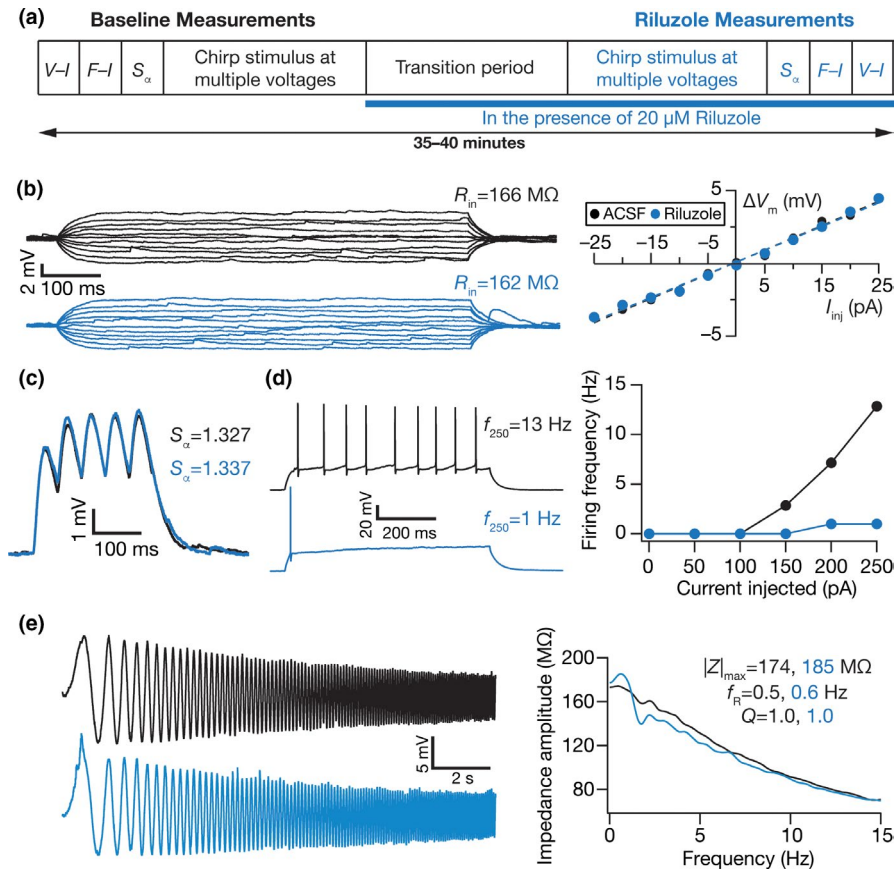 (a)
Baseline Measurements
Riluzole Measurements
V–I
F–I
Sα
Chirp stimulus at
multiple voltages
Transition period
Chirp stimulus at
multiple voltages
Sα
F–I
V–I
In the presence of 20 µM Riluzole
35–40 minutes
(b)
Rin=166 MΩ
2 mV
100 ms
Rin=162 MΩ
ACSF
Riluzole
ΔVm (mV)
5
−25
−15
−5
5
15
25
Iinj (pA)
−5
(c)
Sα=1.327
Sα=1.337
1 mV
100 ms
(d)
f250=13 Hz
20 mV
200 ms
f250=1 Hz
Firing frequency (Hz)
15
10
5
0
0
50
100
150
200
250
Current injected (pA)
(e)
5 mV
2 s
Impedance amplitude (MΩ)
200
160
120
80
|Z|max=174, 185 MΩ
fR=0.5, 0.6 Hz
Q=1.0, 1.0
0
5
10
15
Frequency (Hz)